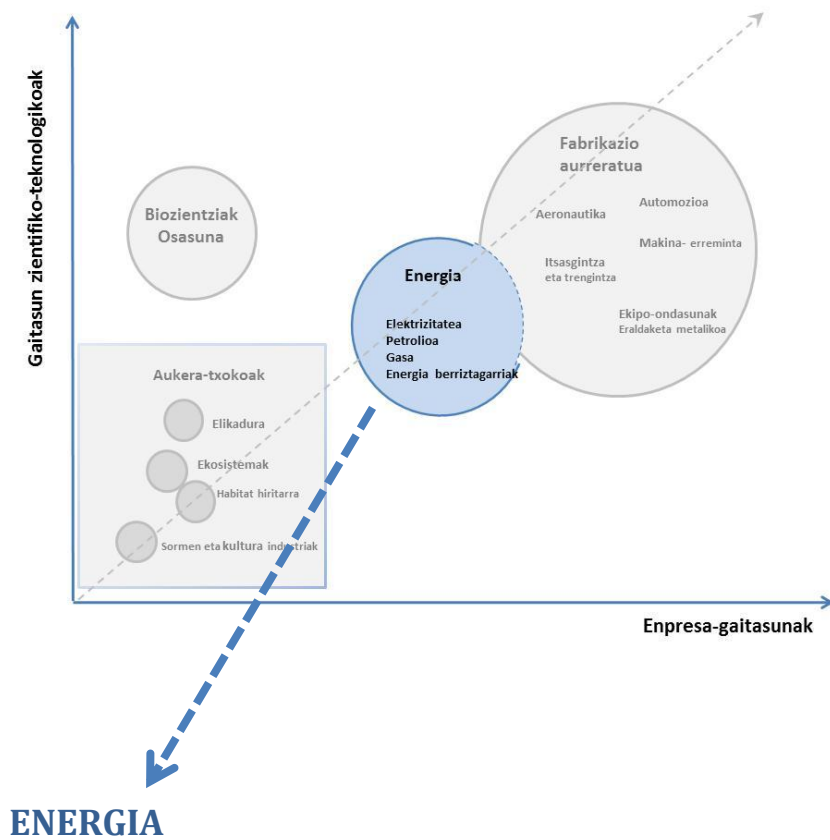 Gaitasun zientifiko-teknologikoak
Fabrikazio
aurreratua
Automozioa
Aeronautika
Makina- erreminta
Itsasgintza
eta trengintza
Ekipo-ondasunak
Eraldaketa metalikoa
Biozientziak
Osasuna
Energia
Elektrizitatea
Petrolioa
Gasa
Energia berriztagarriak
Aukera-txokoak
Elikadura
Ekosistemak
Habitat hiritarra
Sormen eta kultura industriak
Enpresa-gaitasunak
ENERGIA